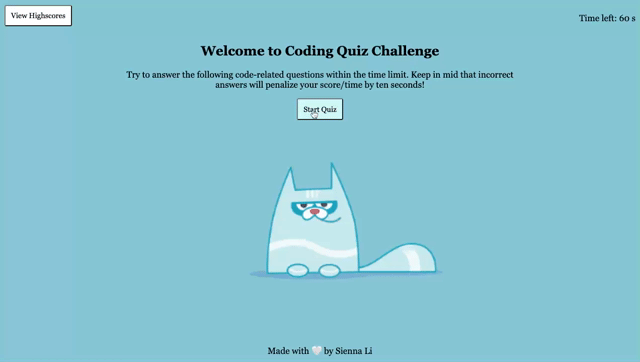 View Highscores
Time left: 60 s
Welcome to Coding Quiz Challenge
Try to answer the following code-related questions within the time limit. Keep in mid that incorrect
answers will penalize your score/time by ten seconds!
Start Quiz
Made with 🤍 by Sienna Li